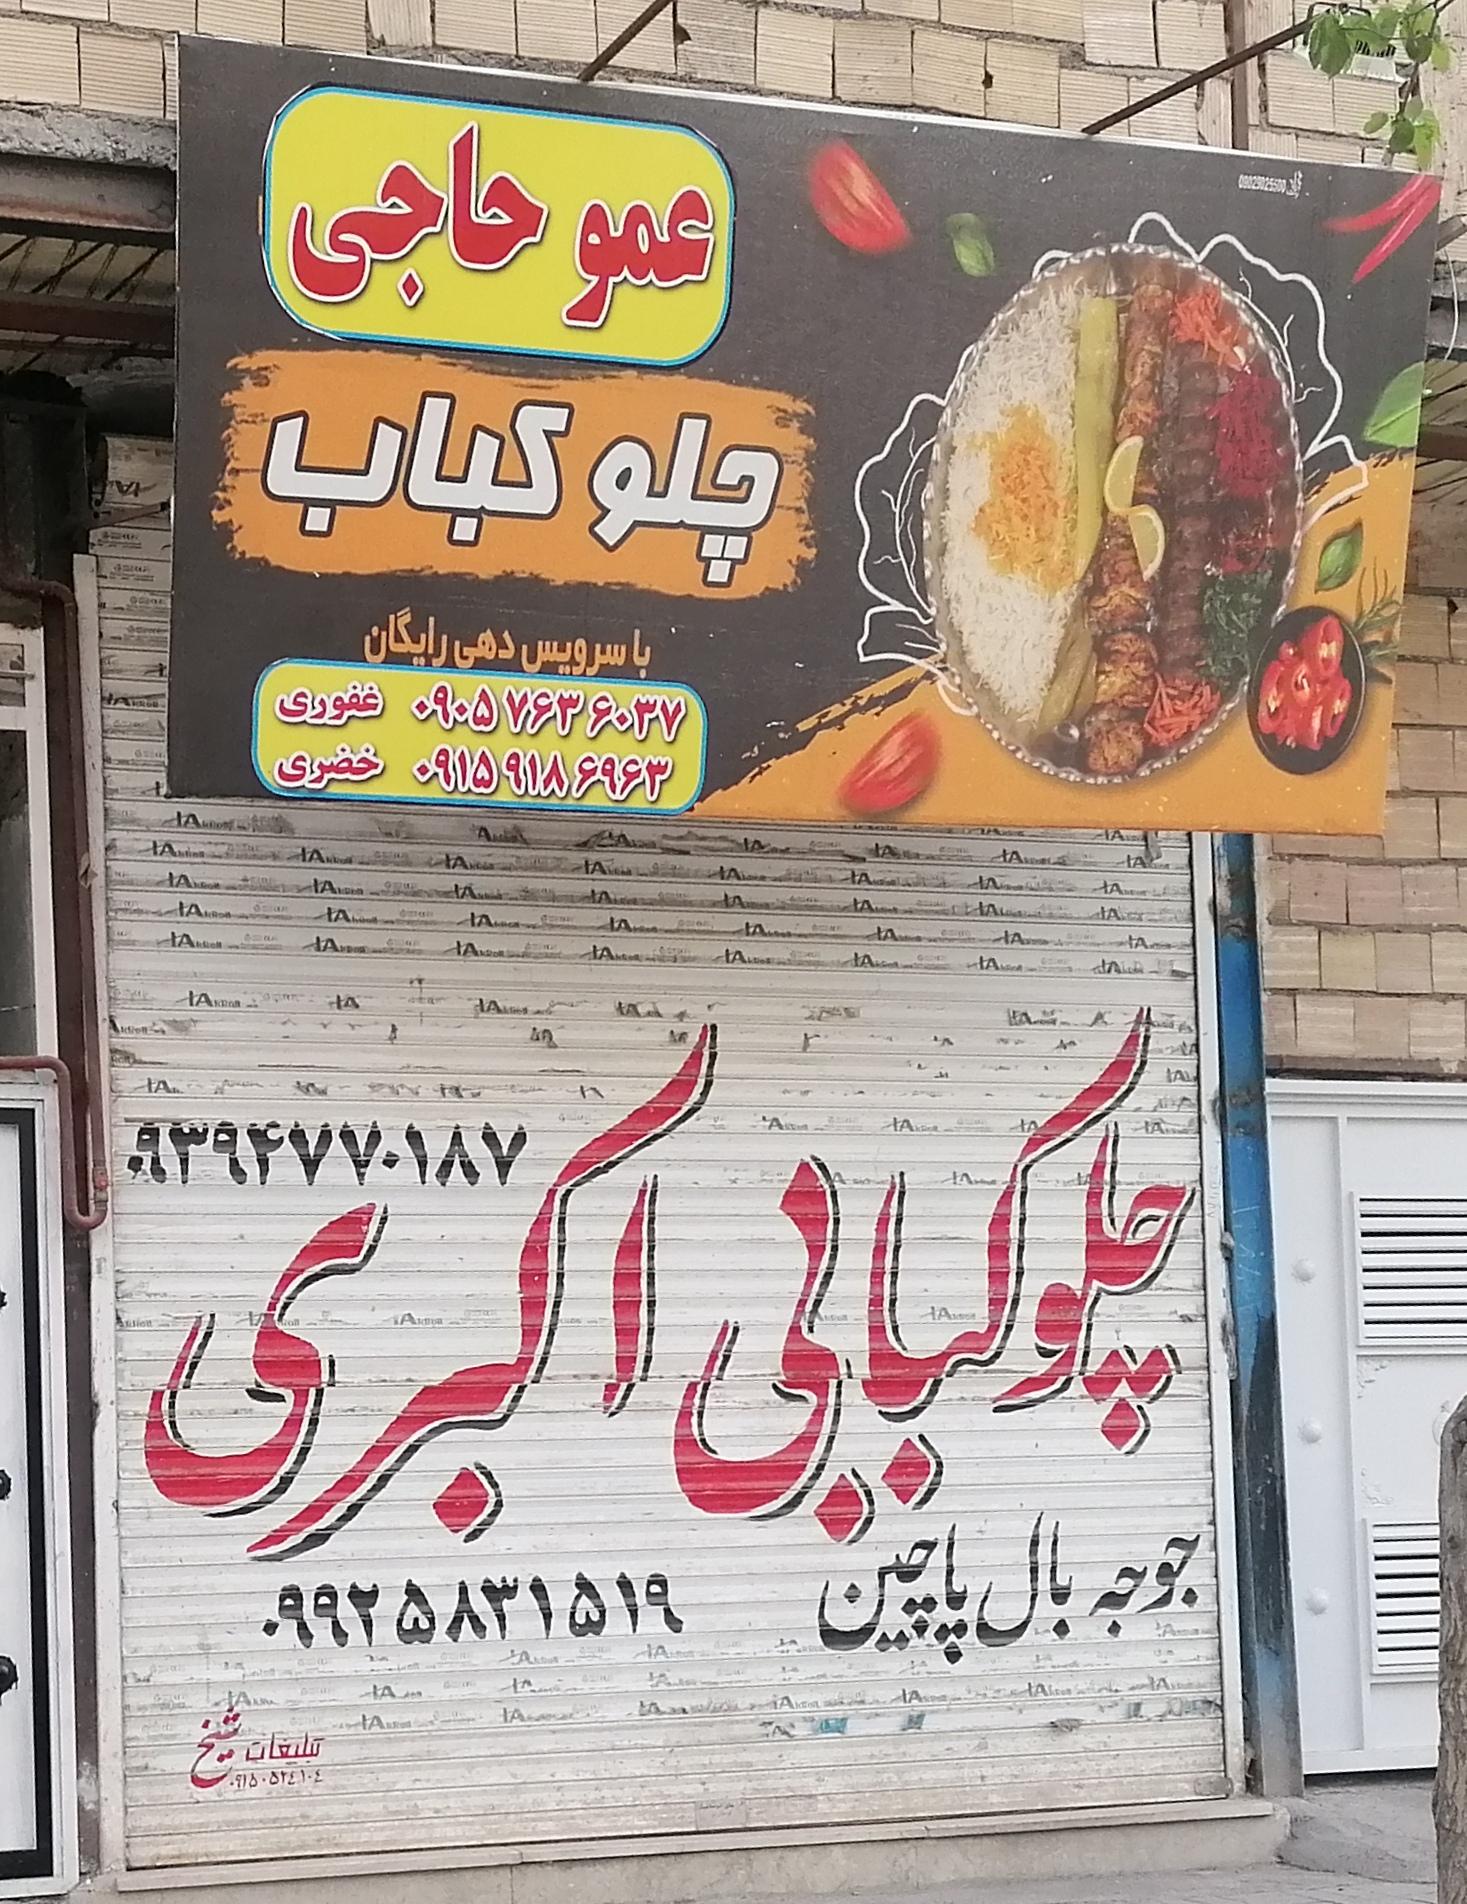 عمو حاجی
چلو کباب
با سرویس دهی رایگان
۰۹۰۵ ۷۶۳ ۶۰۳۷ غفوری
۰۹۱۵ ۹۱۸ ۶۹۶۳ خضری
۰۹۳۹۴۷۷۰۱۸۷
چلوکبابی اکبری
جوجه بال پاچین
۰۹۹۲۵۸۳۱۵۱۹
تبلیغات شیخ
۰۹۱۵۰۵۲٤۱۰٤